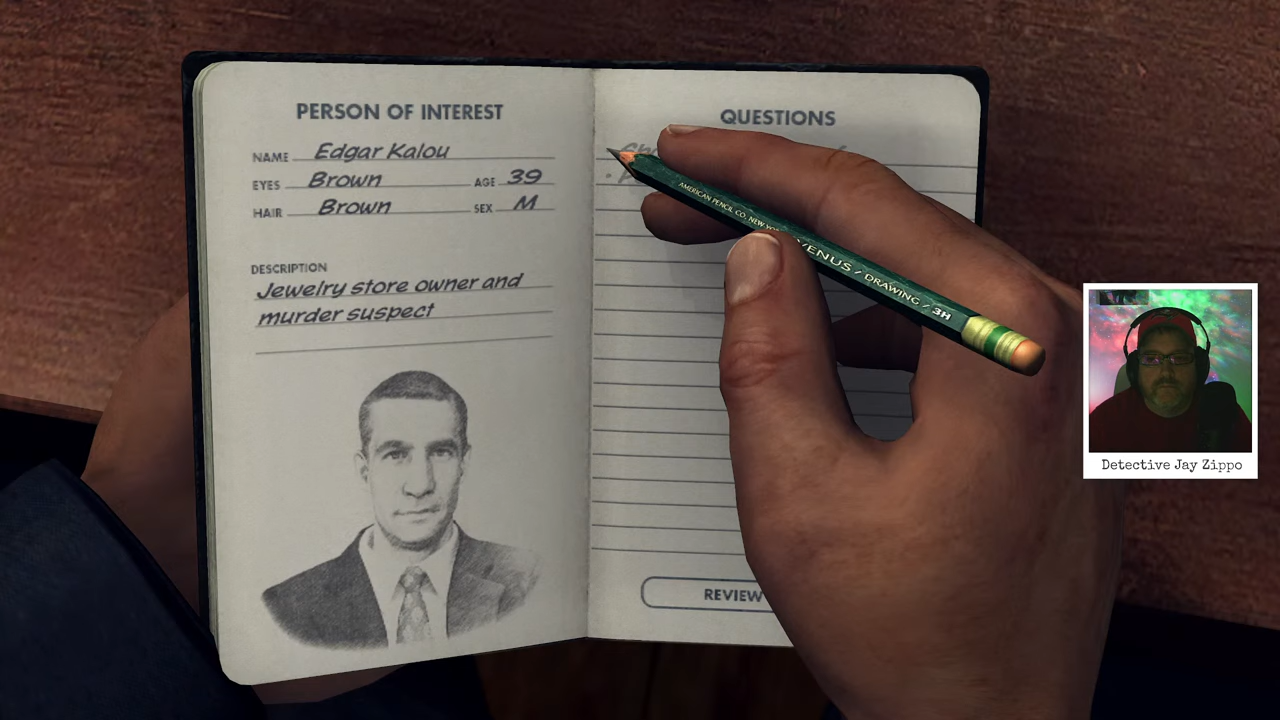 PERSON OF INTEREST
NAME Edgar Kalou
EYES Brown AGE 39
HAIR Brown SEX M
DESCRIPTION
Jewelry store owner and
murder suspect
QUESTIONS
REVIEW
AMERICAN PENCIL CO. NEW YORK
VENUS / DRAWING / 3H
Detective Jay Zippo